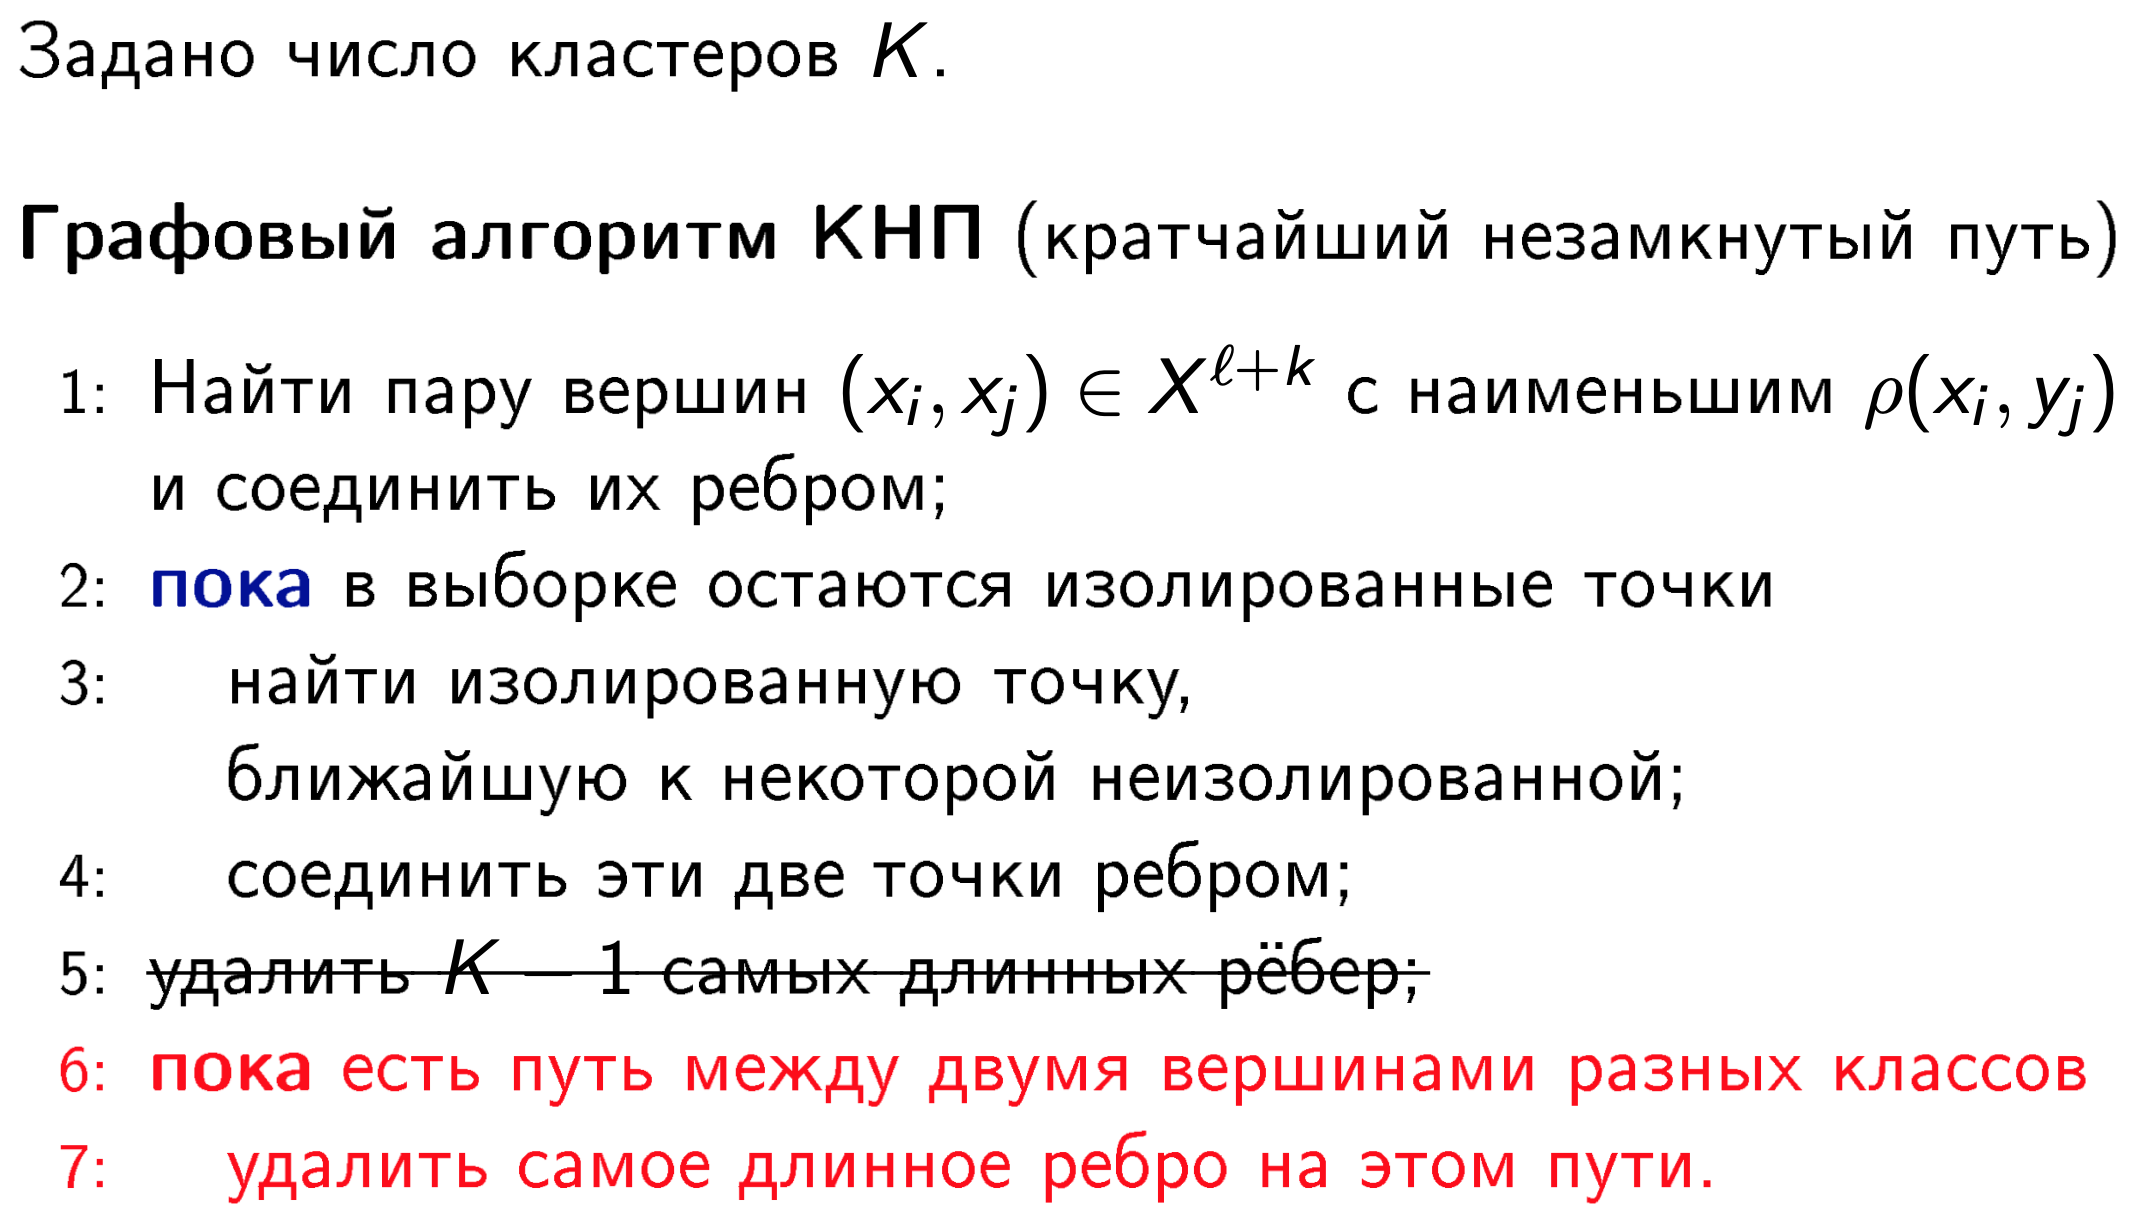 Задано число кластеров K.
Графовый алгоритм КНП (кратчайший незамкнутый путь)
1: Найти пару вершин (x_i, x_j) ∈ X^{ℓ+k} с наименьшим ρ(x_i, y_j)
и соединить их ребром;
2: пока в выборке остаются изолированные точки
3: найти изолированную точку,
ближайшую к некоторой неизолированной;
4: соединить эти две точки ребром;
5: удалить K − 1 самых длинных рёбер;
6: пока есть путь между двумя вершинами разных классов
7: удалить самое длинное ребро на этом пути.